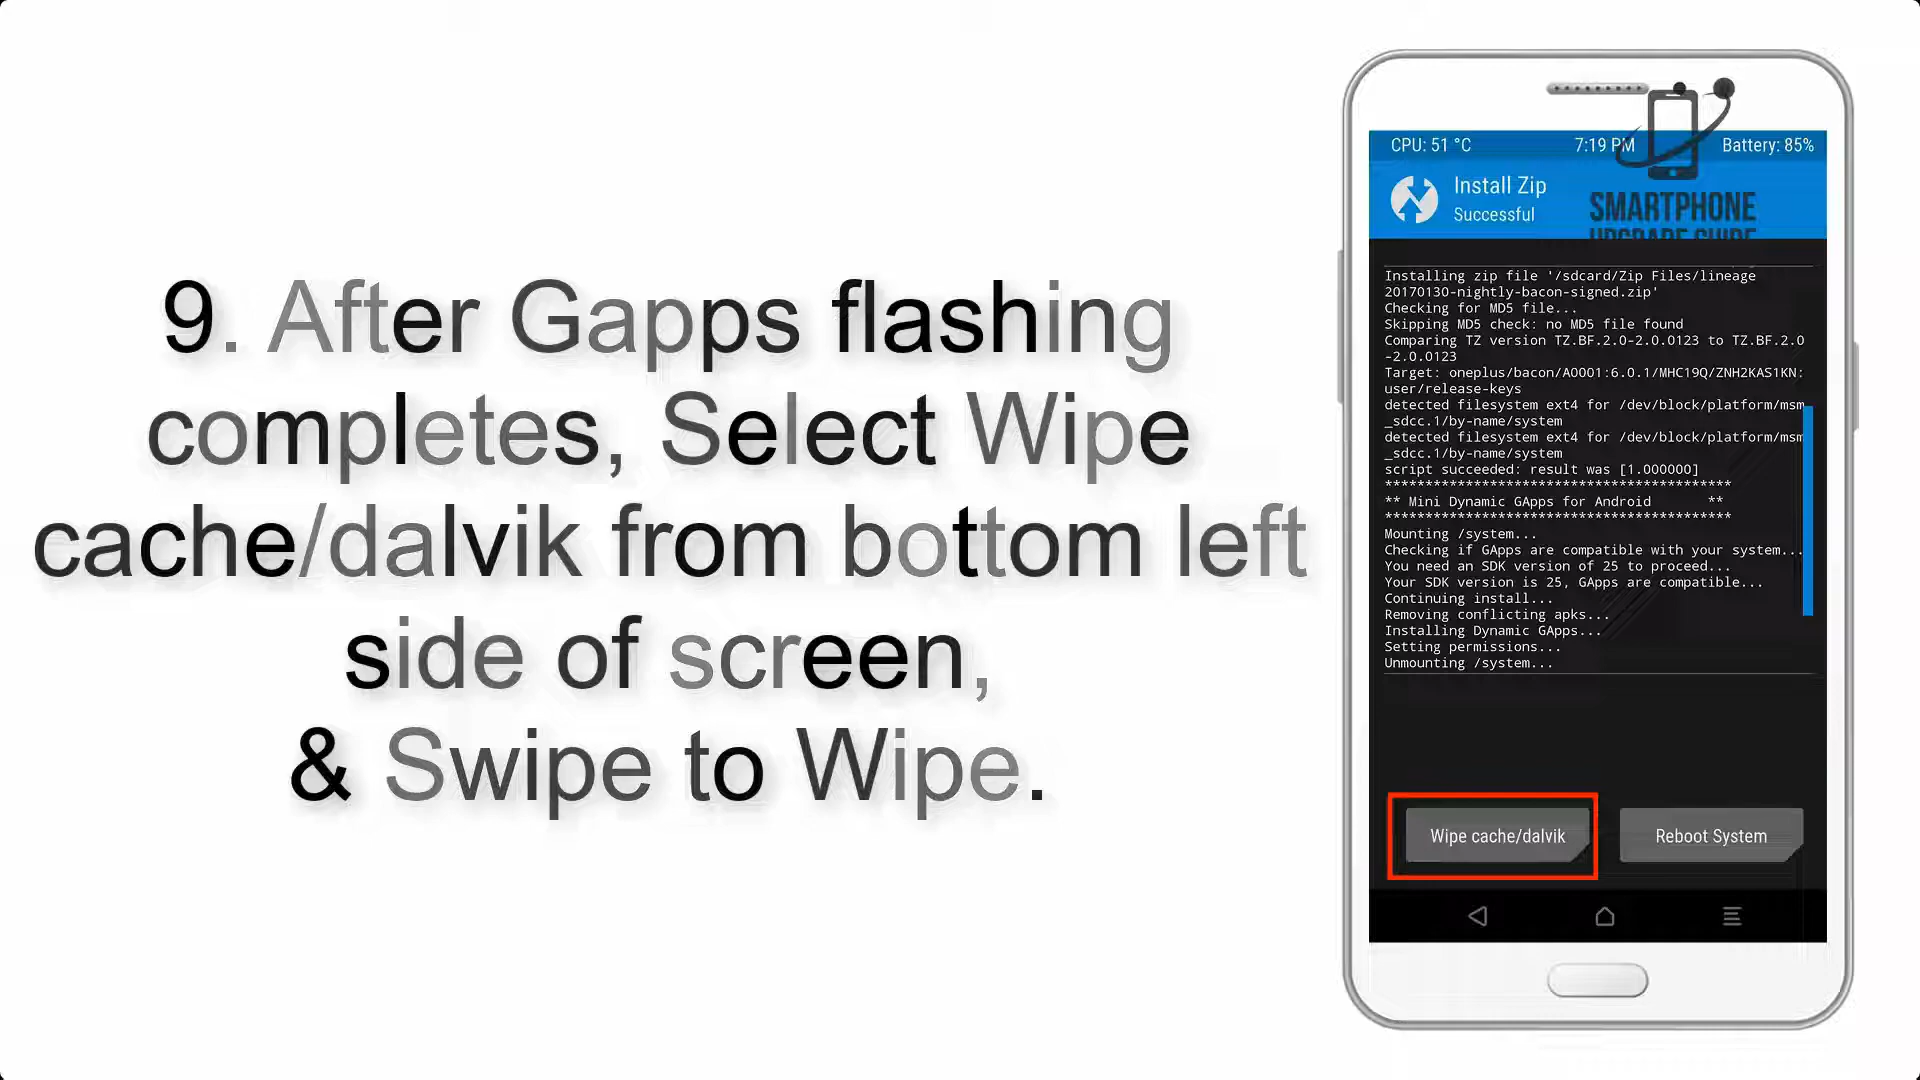 9. After Gapps flashing
completes, Select Wipe
cache/dalvik from bottom left
side of screen,
& Swipe to Wipe.
CPU: 51 °C 7:19 PM Battery: 85%
Install Zip
Successful
SMARTPHONE
UPGRADE GUIDE
Installing zip file '/sdcard/Zip Files/lineage
20170130-nightly-bacon-signed.zip'
Checking for MD5 file...
Skipping MD5 check: no MD5 file found
Comparing TZ version TZ.BF.2.0-2.0.0123 to TZ.BF.2.0
-2.0.0123
Target: oneplus/bacon/A0001:6.0.1/MHC19Q/ZNH2KAS1KN:
user/release-keys
detected filesystem ext4 for /dev/block/platform/msm
_sdcc.1/by-name/system
detected filesystem ext4 for /dev/block/platform/msm
_sdcc.1/by-name/system
script succeeded: result was [1.000000]
******************************************
** Mini Dynamic GApps for Android **
******************************************
Mounting /system...
Checking if GApps are compatible with your system...
You need an SDK version of 25 to proceed...
Your SDK version is 25, GApps are compatible...
Continuing install...
Removing conflicting apks...
Installing Dynamic GApps...
Setting permissions...
Unmounting /system...
Wipe cache/dalvik Reboot System